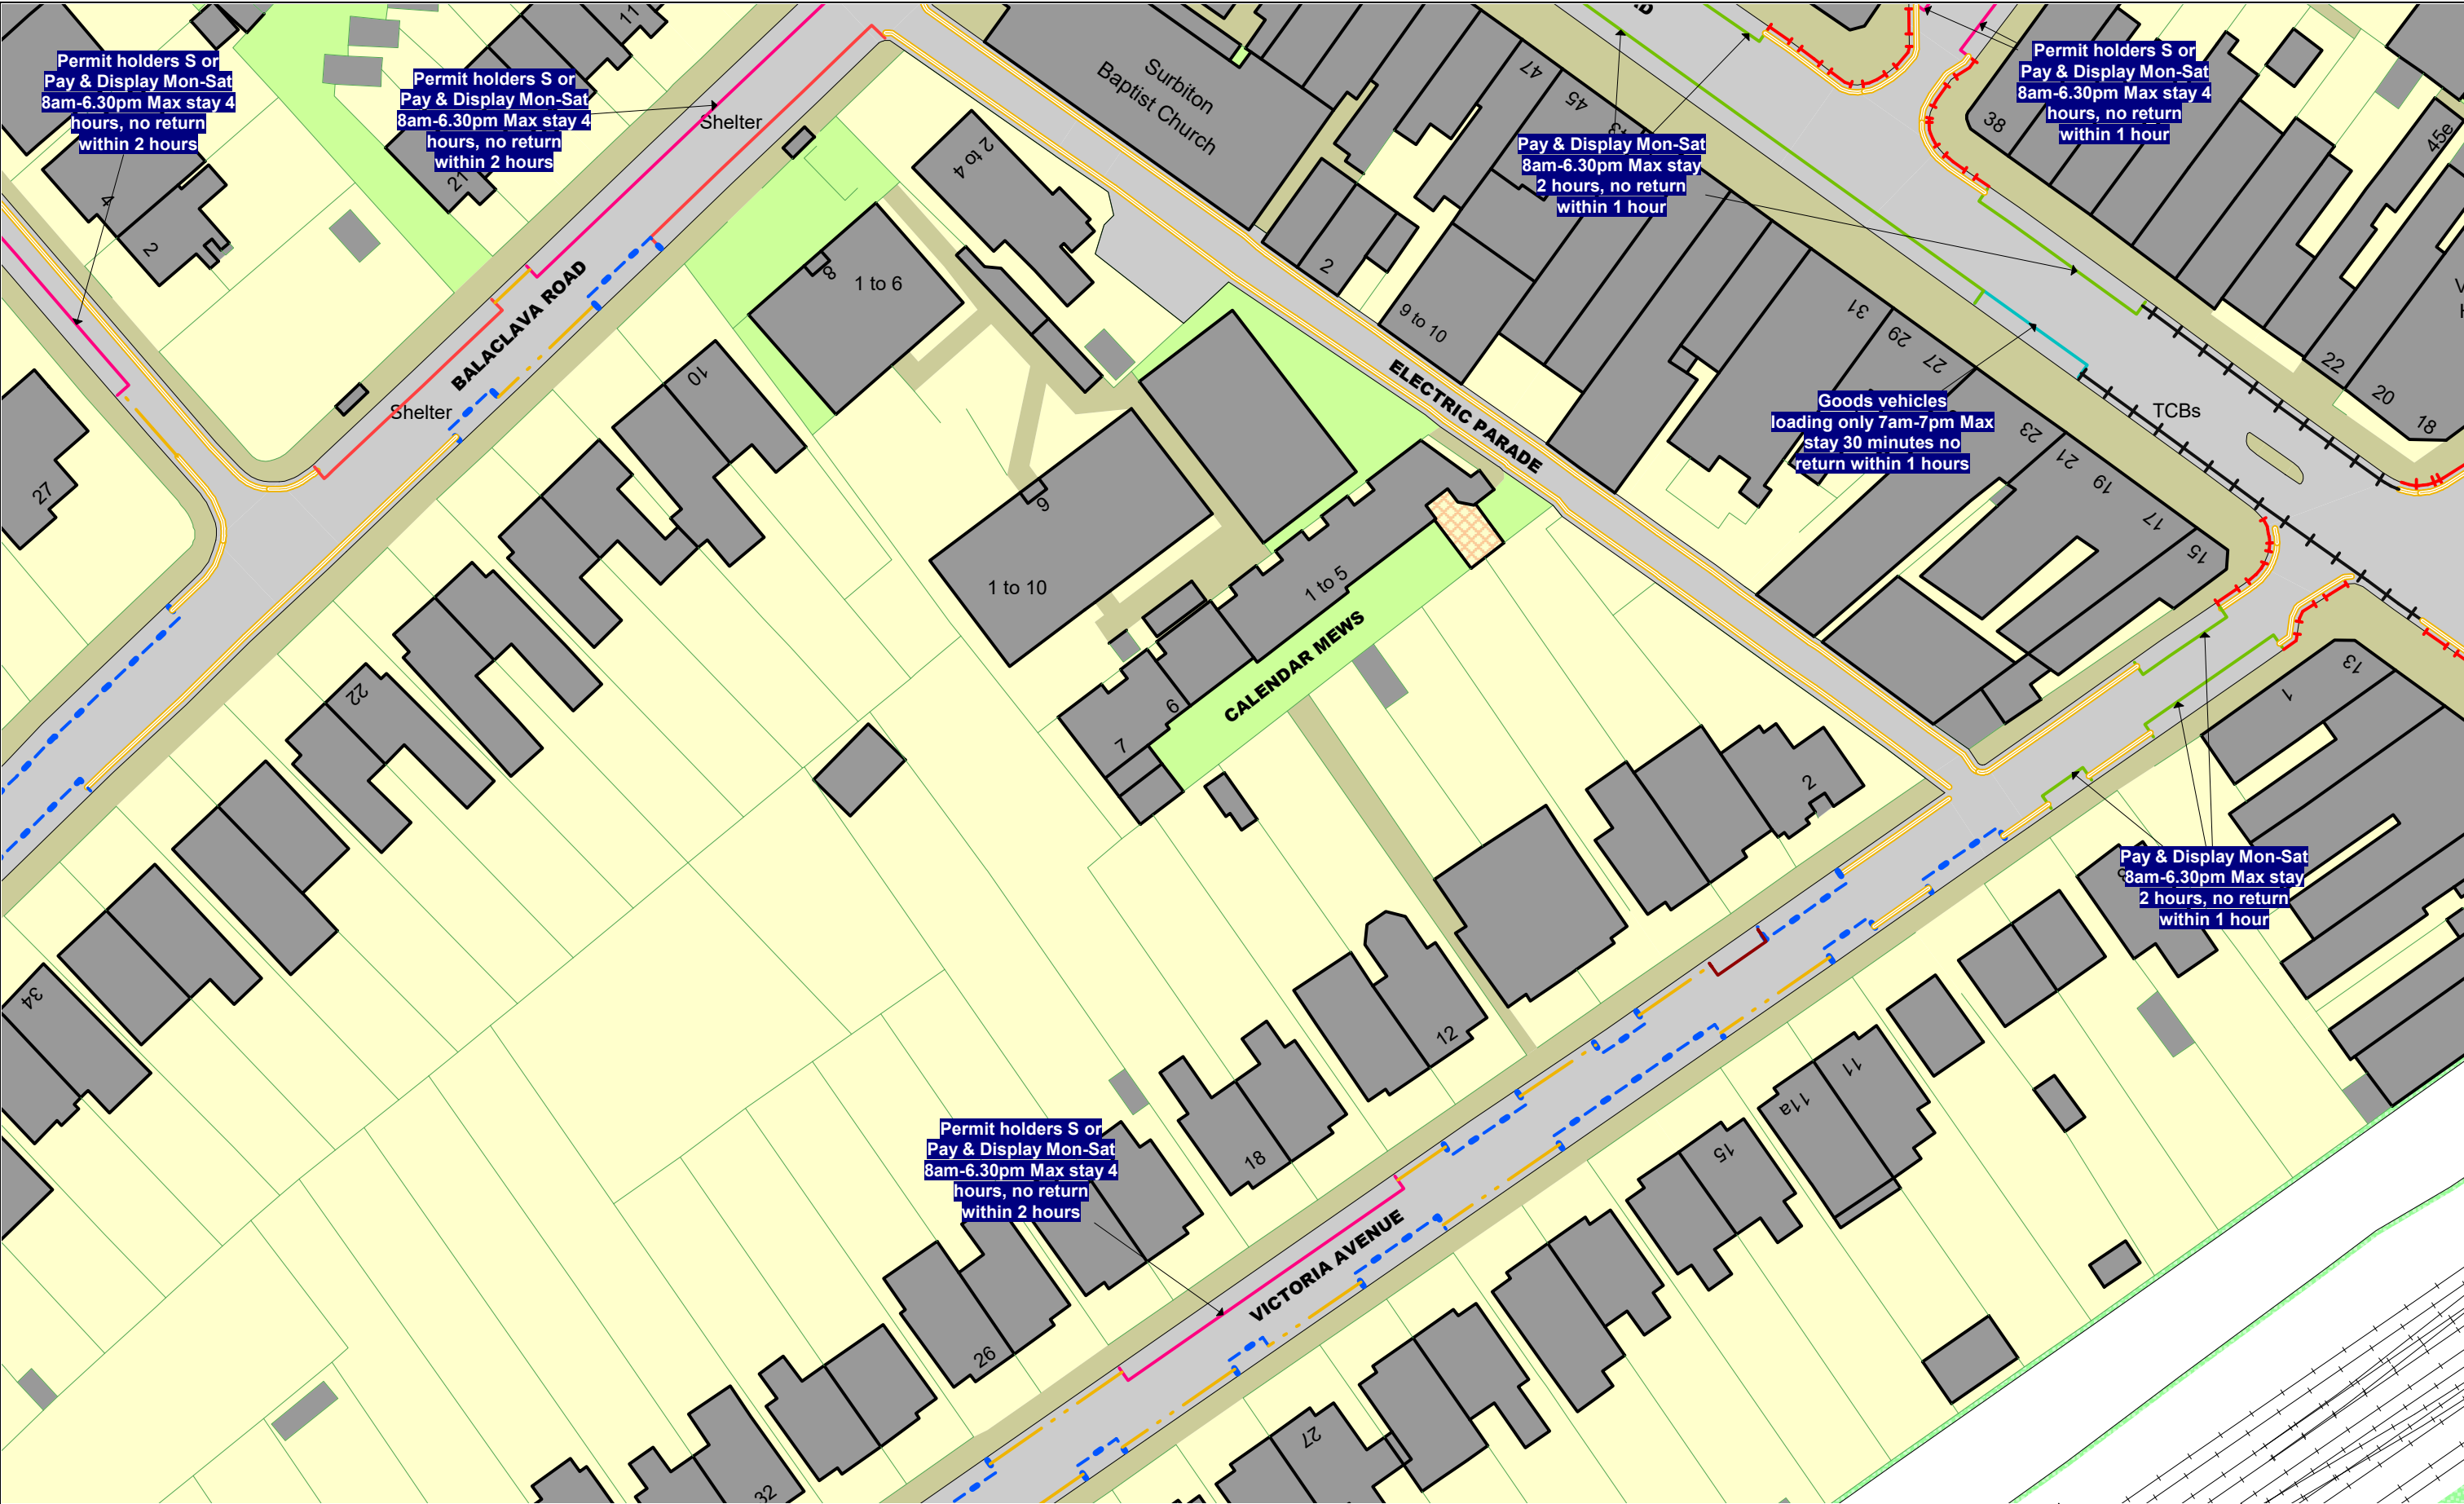 Permit holders S or
Pay & Display Mon-Sat
8am-6.30pm Max stay 4
hours, no return
within 2 hours
Permit holders S or
Pay & Display Mon-Sat
8am-6.30pm Max stay 4
hours, no return
within 2 hours
11
21
4
2
27
Shelter
Shelter
BALACLAVA ROAD
Surbiton
Baptist Church
2 to 4
8
1 to 6
10
22
34
9
1 to 10
1 to 5
6
7
CALENDAR MEWS
ELECTRIC PARADE
2
9 to 10
47
45
Pay & Display Mon-Sat
8am-6.30pm Max stay
2 hours, no return
within 1 hour
Permit holders S or
Pay & Display Mon-Sat
8am-6.30pm Max stay 4
hours, no return
within 1 hour
38
45e
31
29
27
23
21
19
17
15
Goods vehicles
loading only 7am-7pm Max
stay 30 minutes no
return within 1 hours
TCBs
22
20
18
13
1
Pay & Display Mon-Sat
8am-6.30pm Max stay
2 hours, no return
within 1 hour
2
12
18
26
32
Permit holders S or
Pay & Display Mon-Sat
8am-6.30pm Max stay 4
hours, no return
within 2 hours
VICTORIA AVENUE
11
11a
15
27